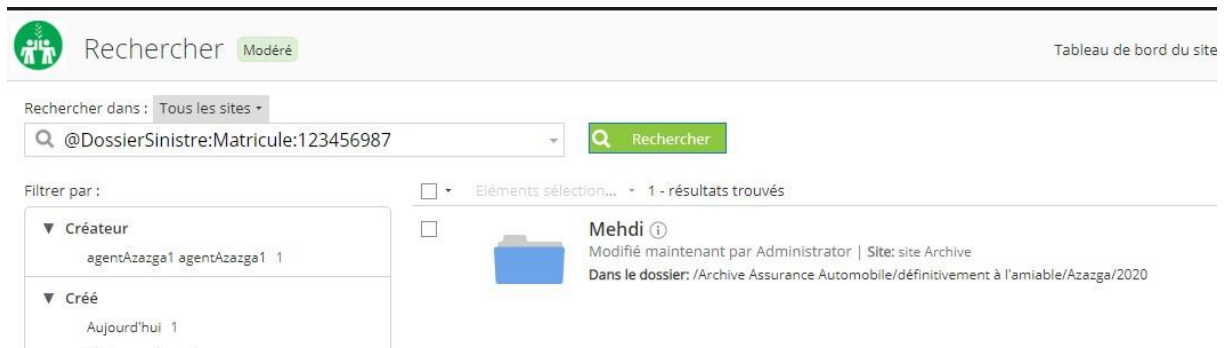 Rechercher Modéré
Tableau de bord du site
Rechercher dans : Tous les sites
@DossierSinistre:Matricule:123456987
Rechercher
Filtrer par :
Eléments sélection... 1 - résultats trouvés
Créateur
agentAzazga1 agentAzazga1 1
Créé
Aujourd'hui 1
Mehdi
Modifié maintenant par Administrator | Site: site Archive
Dans le dossier: /Archive Assurance Automobile/définitivement à l'amiable/Azazga/2020